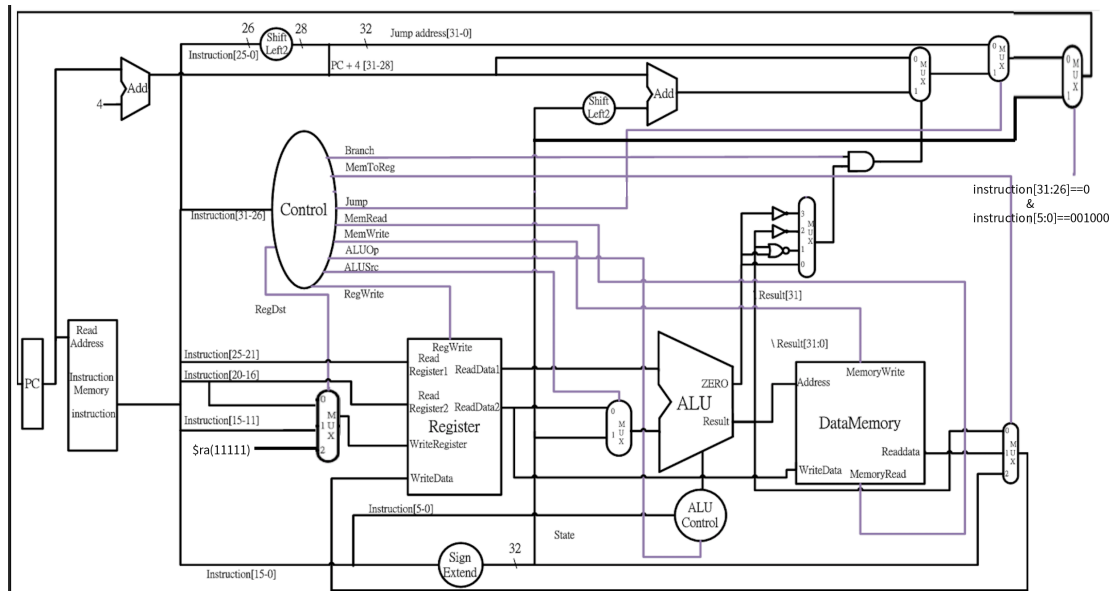 26
28
32
Shift
Left2
Jump address[31-0]
Instruction[25-0]
PC + 4 [31-28]
Add
4
Shift
Left2
Add
0
M
U
X
1
0
M
U
X
1
0
M
U
X
1
Control
Instruction[31-26]
Branch
MemToReg
Jump
MemRead
MemWrite
ALUOp
ALUSrc
RegWrite
RegDst
instruction[31:26]==0
&
instruction[5:0]==001000
3
M
2
U
X
1
0
Result[31]
\ Result[31:0]
PC
Read
Address
Instruction
Memory
instruction
Instruction[25-21]
Instruction[20-16]
Instruction[15-11]
$ra(11111)
0
M
1
U
X
2
RegWrite
Read
Register1
ReadData1
Read
Register2
ReadData2
Register
WriteRegister
WriteData
0
M
U
1
X
ZERO
ALU
Result
MemoryWrite
Address
DataMemory
Readdata
WriteData
MemoryRead
0
M
1
U
X
2
ALU
Control
Instruction[5-0]
State
Sign
Extend
32
Instruction[15-0]